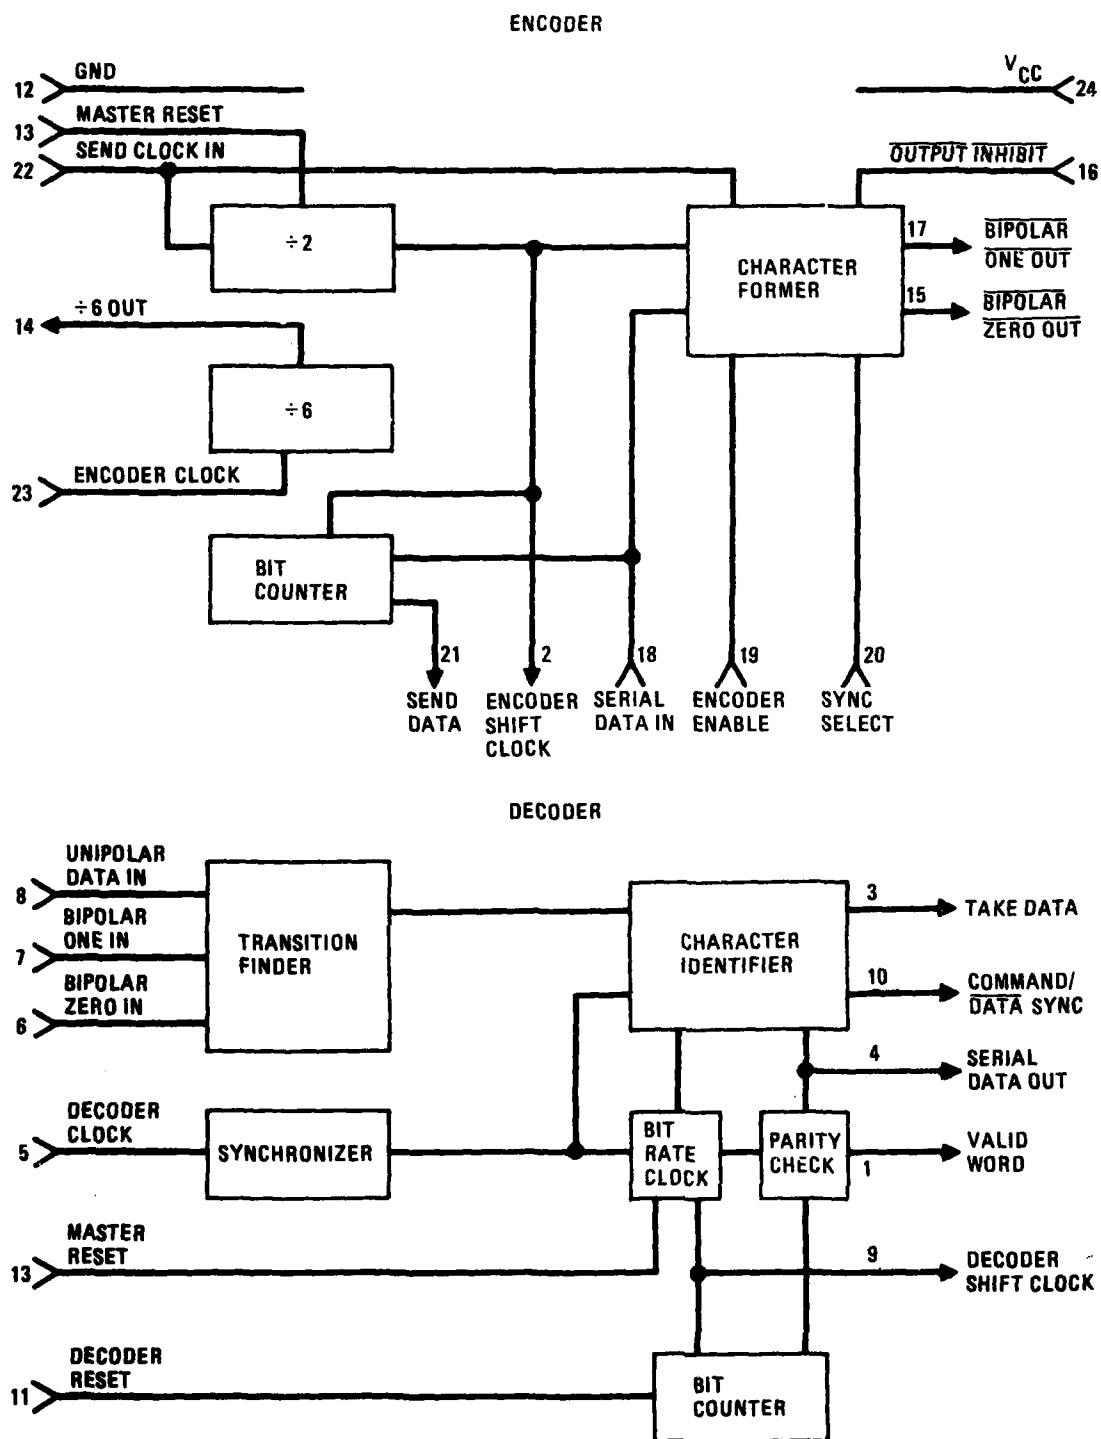 ENCODER
GND
12
V_CC
24
MASTER RESET
13
SEND CLOCK IN
22
OUTPUT INHIBIT
16
÷2
CHARACTER
FORMER
17
BIPOLAR
ONE OUT
15
BIPOLAR
ZERO OUT
÷6 OUT
14
÷6
ENCODER CLOCK
23
BIT
COUNTER
21
SEND
DATA
2
ENCODER
SHIFT
CLOCK
18
SERIAL
DATA IN
19
ENCODER
ENABLE
20
SYNC
SELECT
DECODER
UNIPOLAR
DATA IN
8
BIPOLAR
ONE IN
7
BIPOLAR
ZERO IN
6
TRANSITION
FINDER
CHARACTER
IDENTIFIER
3
TAKE DATA
10
COMMAND/
DATA SYNC
4
SERIAL
DATA OUT
DECODER
CLOCK
5
SYNCHRONIZER
BIT
RATE
CLOCK
PARITY
CHECK
1
VALID
WORD
MASTER
RESET
13
9
DECODER
SHIFT CLOCK
DECODER
RESET
11
BIT
COUNTER